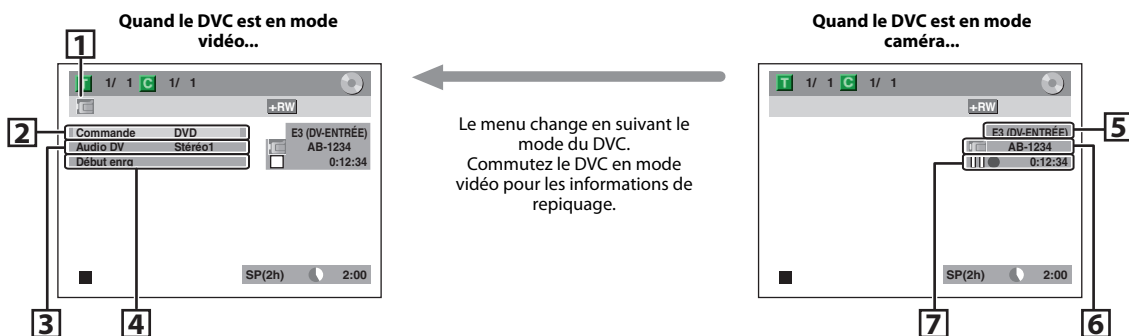 Quand le DVC est en mode
vidéo...
1
T 1/ 1 C 1/ 1
+RW
2
Commande DVD
Audio DV Stéréo1
Début enrg
E3 (DV-ENTRÉE)
AB-1234
0:12:34
SP(2h) 2:00
3
4
Le menu change en suivant le
mode du DVC.
Commutez le DVC en mode
vidéo pour les informations de
repiquage.
Quand le DVC est en mode
caméra...
T 1/ 1 C 1/ 1
+RW
E3 (DV-ENTRÉE)
5
AB-1234
0:12:34
SP(2h) 2:00
7
6